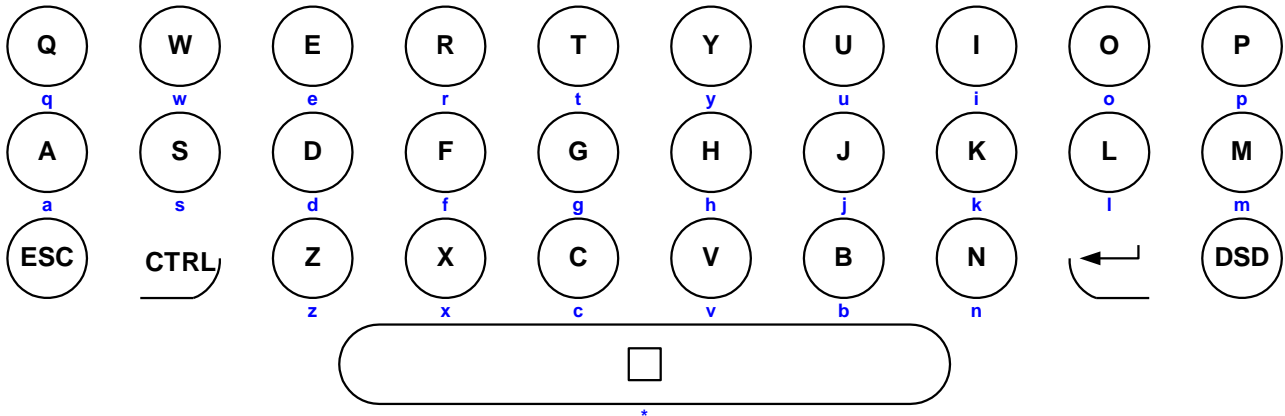 Q W E R T Y U I O P
q w e r t y u i o p
A S D F G H J K L M
a s d f g h j k l m
ESC CTRL Z X C V B N DSD
z x c v b n
*